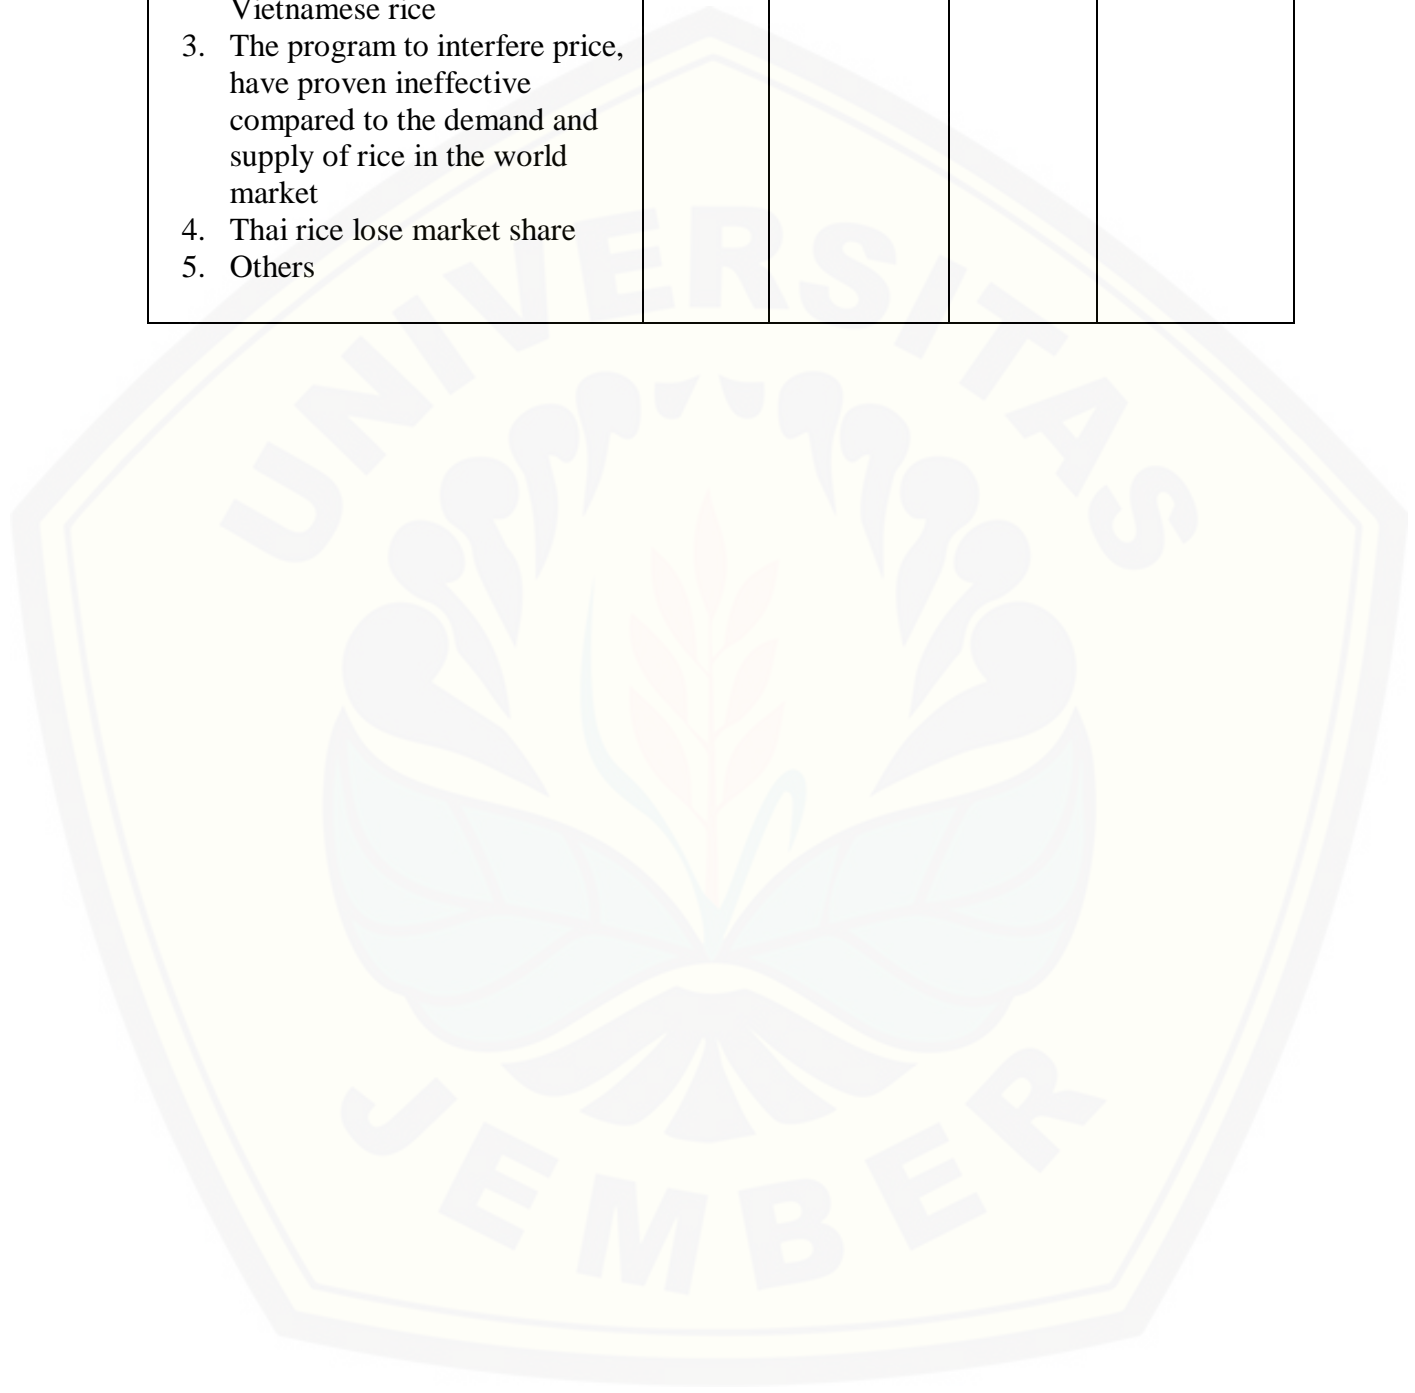 Vietnamese rice
3. The program to interfere price,
have proven ineffective
compared to the demand and
supply of rice in the world
market
4. Thai rice lose market share
5. Others
UNIVERSITAS
JEMBER